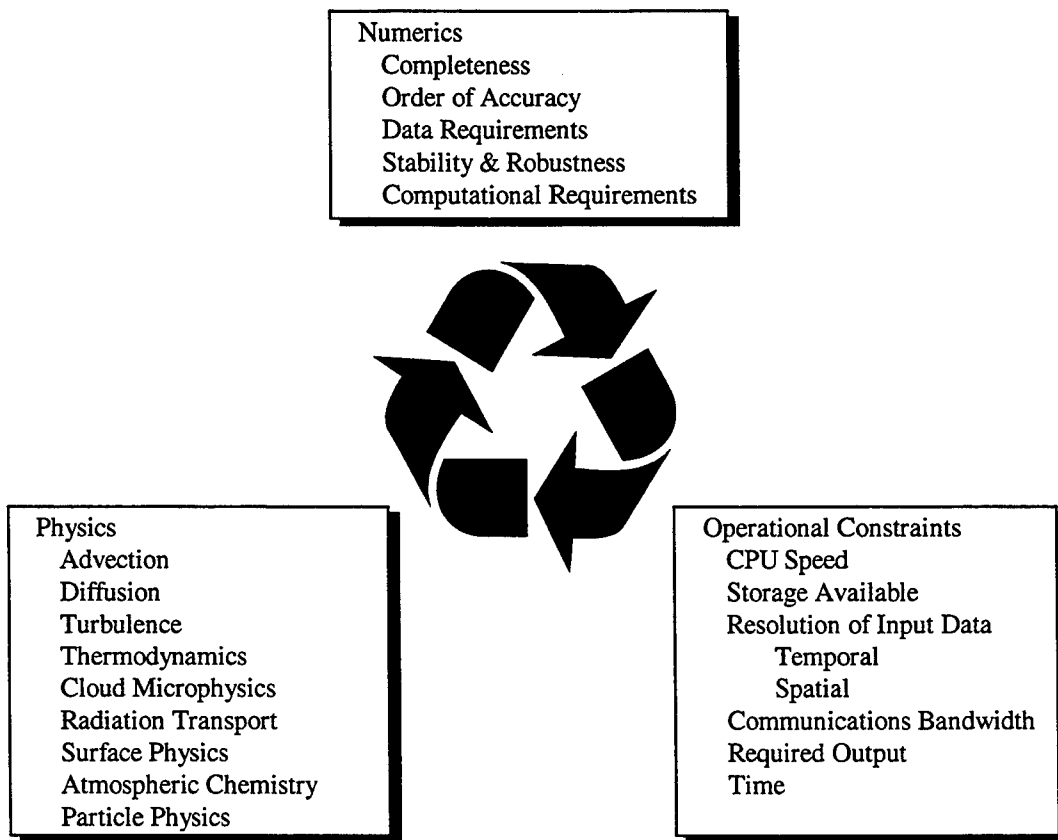 Numerics
Completeness
Order of Accuracy
Data Requirements
Stability & Robustness
Computational Requirements
Physics
Advection
Diffusion
Turbulence
Thermodynamics
Cloud Microphysics
Radiation Transport
Surface Physics
Atmospheric Chemistry
Particle Physics
Operational Constraints
CPU Speed
Storage Available
Resolution of Input Data
Temporal
Spatial
Communications Bandwidth
Required Output
Time